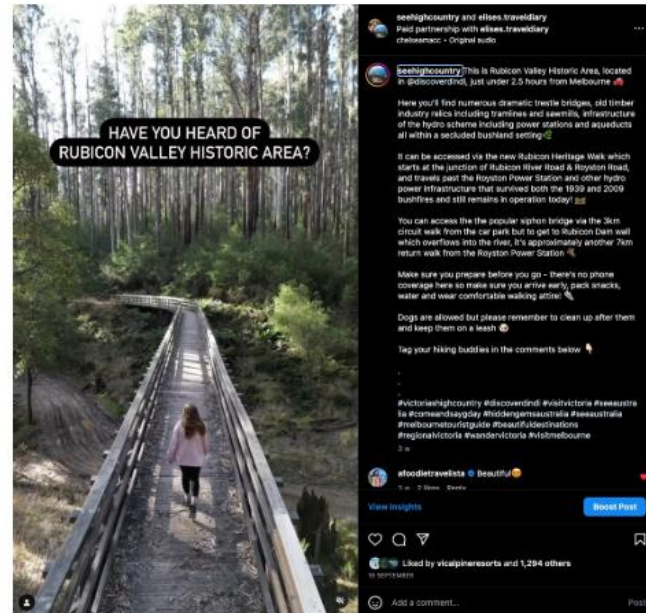 HAVE YOU HEARD OF
RUBICON VALLEY HISTORIC AREA?
seehighcountry and elises.traveldiary
Paid partnership with elises.traveldiary
chelseamacc • Original audio
seehighcountry This is Rubicon Valley Historic Area, located
in @discoverdindi, just under 2.5 hours from Melbourne
Here you'll find numerous dramatic trestle bridges, old timber
industry relics including tramlines and sawmills, infrastructure
of the hydro scheme including power stations and aqueducts
all within a secluded bushland setting
It can be accessed via the new Rubicon Heritage Walk which
starts at the junction of Rubicon River Road & Royston Road,
and travels past the Royston Power Station and other hydro
power infrastructure that survived both the 1939 and 2009
bushfires and still remains in operation today!
You can access the the popular siphon bridge via the 3km
circuit walk from the car park but to get to Rubicon Dam wall
which overflows into the river, it's approximately another 7km
return walk from the Royston Power Station
Make sure you prepare before you go - there's no phone
coverage here so make sure you arrive early, pack snacks,
water and wear comfortable walking attire!
Dogs are allowed but please remember to clean up after them
and keep them on a leash
Tag your hiking buddies in the comments below
.
.
.
#victoriashighcountry #discoverdindi #visitvictoria #seeaustra
lia #comeandsayday #hiddengemsaustralia #seeaustralia
#melbournetouristguide #beautifuldestinations
#regionalvictoria #wandervictoria #visitmelbourne
3 w
afoodietravelista Beautiful
3 w 2 likes Reply
View Insights
Boost Post
Liked by vicalpineresorts and 1,294 others
19 SEPTEMBER
Add a comment...
Post